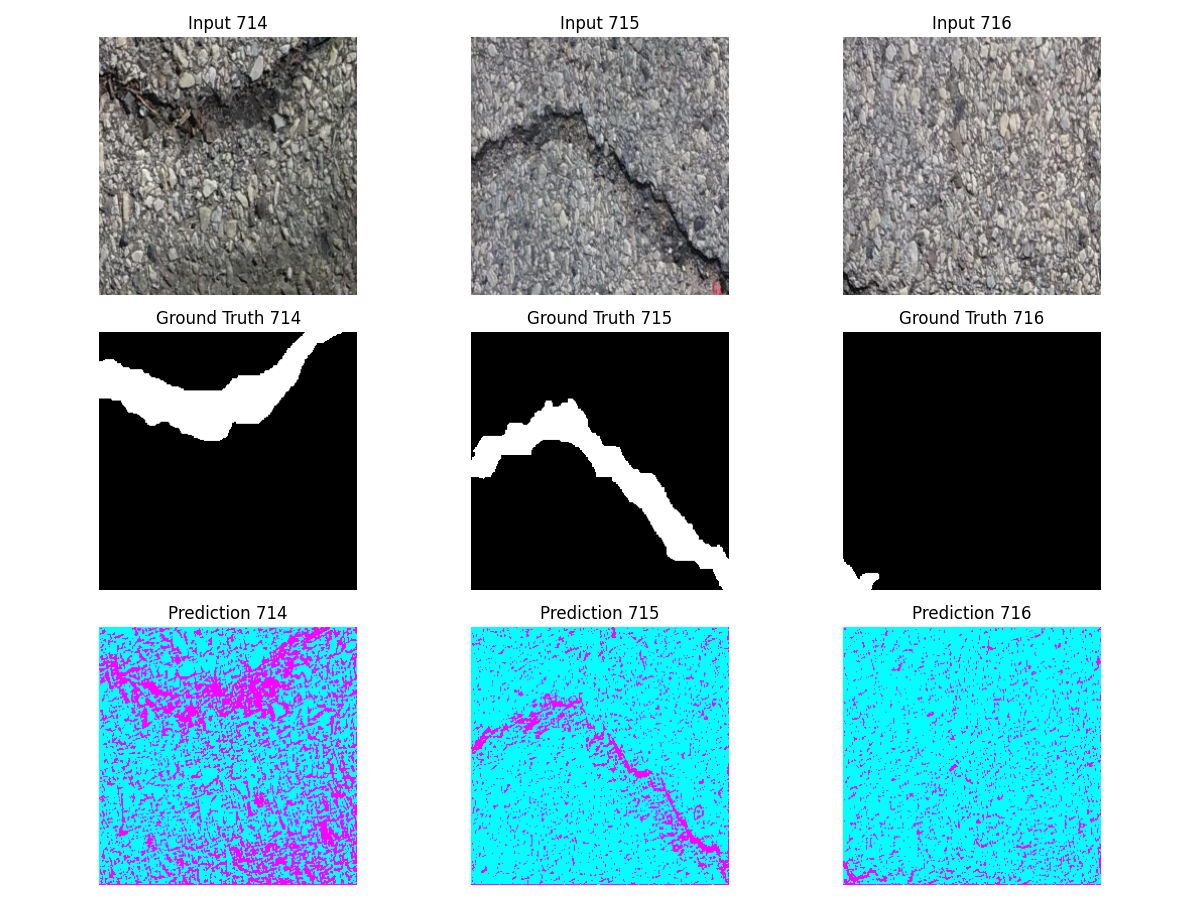 Input 714
Input 715
Input 716
Ground Truth 714
Ground Truth 715
Ground Truth 716
Prediction 714
Prediction 715
Prediction 716